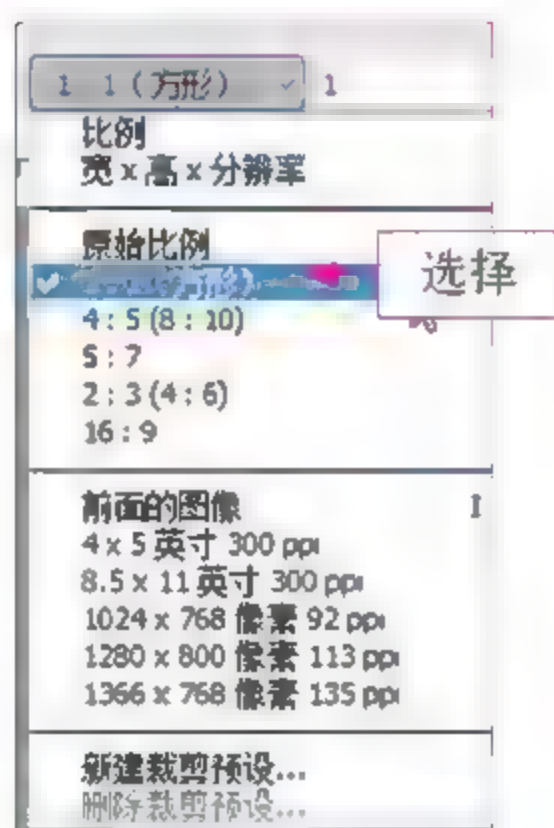 1 1（方形） 1
比例
宽 x 高 x 分辨率
原始比例
方形)
选择
4 : 5 (8 : 10)
5 : 7
2 : 3 (4 : 6)
16 : 9
前面的图像 I
4 x 5 英寸 300 ppi
8.5 x 11 英寸 300 ppi
1024 x 768 像素 92 ppi
1280 x 800 像素 113 ppi
1366 x 768 像素 135 ppi
新建裁剪预设...
删除裁剪预设...